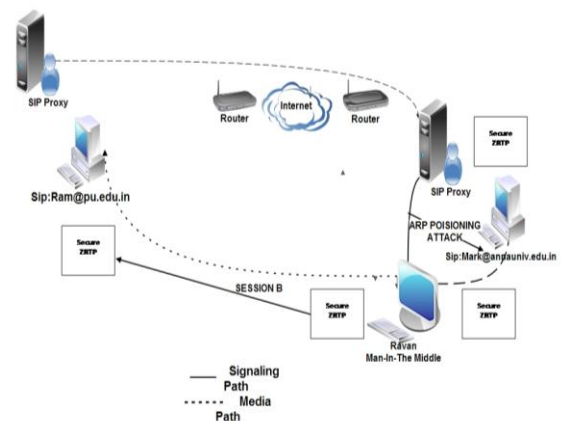 SIP Proxy
Router
Internet
Router
Secure
ZRTP
SIP Proxy
Sip:Ram@pu.edu.in
ARP POISIONING
ATTACK
Sip:Mark@annauniv.edu.in
Secure
ZRTP
SESSION B
Secure
ZRTP
Secure
ZRTP
Ravan
Man-In-The Middle
Signaling
Path
Media
Path